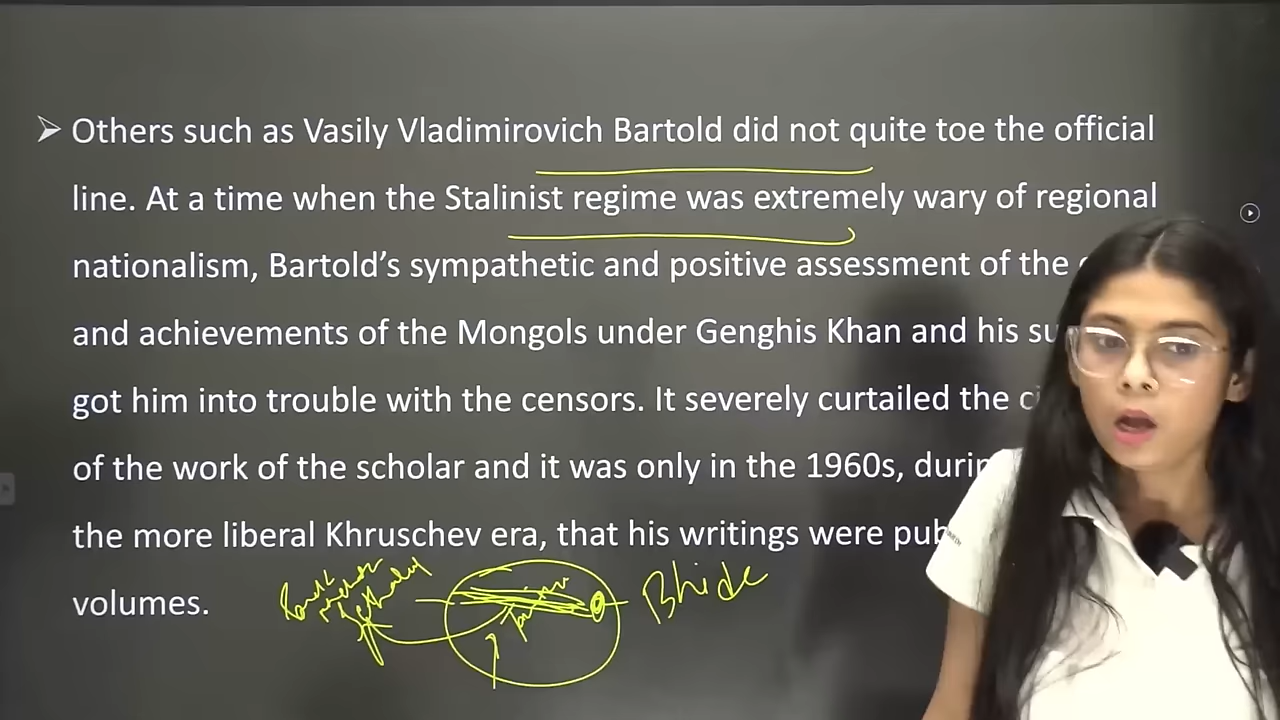 ➤ Others such as Vasily Vladimirovich Bartold did not quite toe the official
line. At a time when the Stalinist regime was extremely wary of regional
nationalism, Bartold's sympathetic and positive assessment of the
and achievements of the Mongols under Genghis Khan and his
got him into trouble with the censors. It severely curtailed the
of the work of the scholar and it was only in the 1960s,
the more liberal Khruschev era, that his writings were
volumes.
Bhide